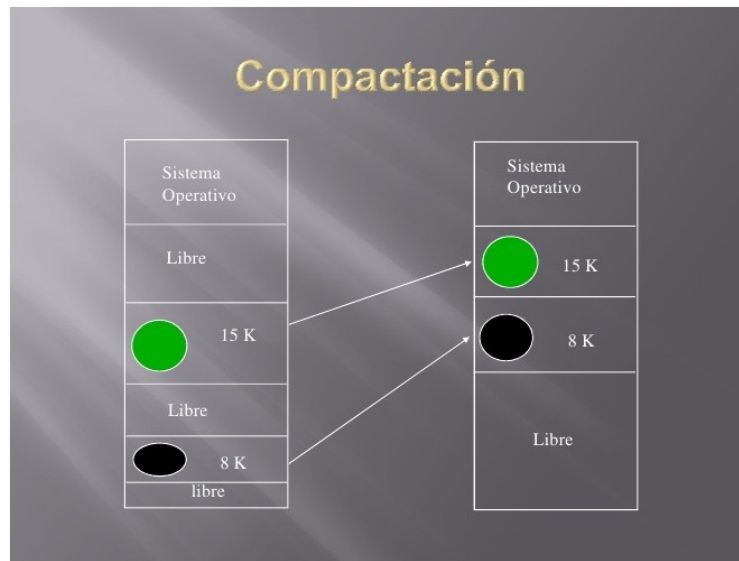 Compactación
Sistema
Operativo
Libre
15 K
Libre
8 K
libre
Sistema
Operativo
15 K
8 K
Libre